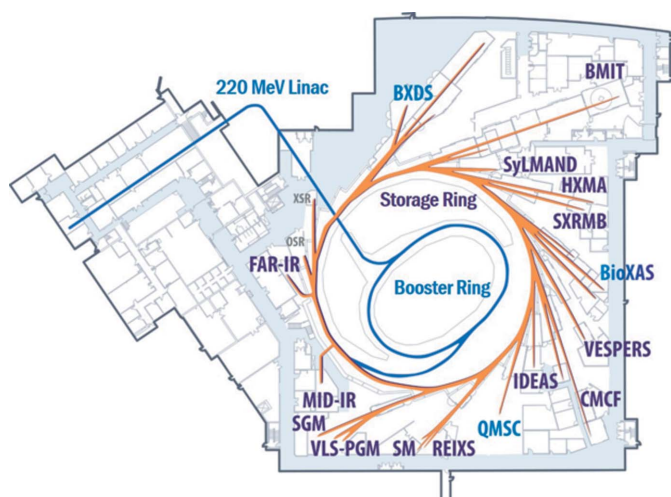 220 MeV Linac
BXDS
BMIT
SyLMAND
HXMA
SXRMB
XSR
Storage Ring
OSR
FAR-IR
BioXAS
Booster Ring
VESPERS
IDEAS
CMCF
MID-IR
SGM
QMSC
VLS-PGM
SM
REIXS